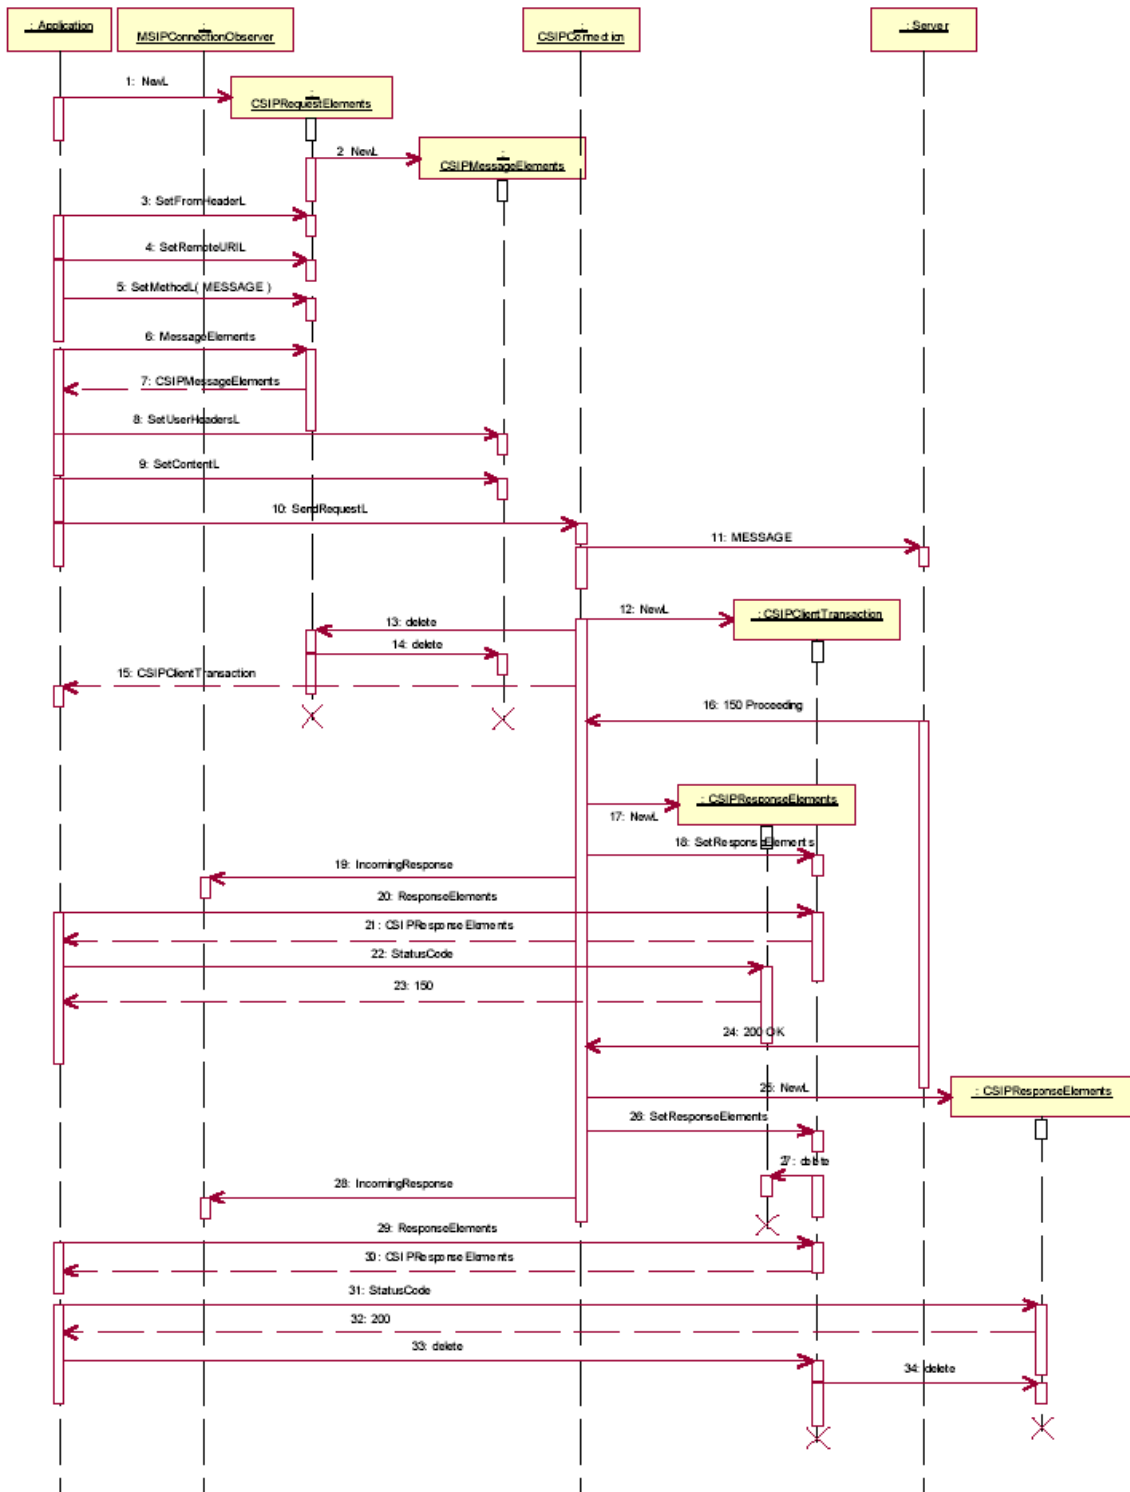 : Application
:
MSIPConnectionObserver
:
CSIPConnection
: Server
1: NewL
:
CSIPRequestElements
2: NewL
:
CSIPMessageElements
3: SetFromHeaderL
4: SetRemoteURIL
5: SetMethodL( MESSAGE )
6: MessageElements
7: CSIPMessageElements
8: SetUserHeadersL
9: SetContentL
10: SendRequestL
11: MESSAGE
12: NewL
: CSIPClientTransaction
13: delete
14: delete
15: CSIPClientTransaction
16: 150 Proceeding
: CSIPResponseElements
17: NewL
18: SetResponseElements
19: IncomingResponse
20: ResponseElements
21: CSIPResponseElements
22: StatusCode
23: 150
24: 200 OK
25: NewL
: CSIPResponseElements
26: SetResponseElements
27: delete
28: IncomingResponse
29: ResponseElements
30: CSIPResponseElements
31: StatusCode
32: 200
33: delete
34: delete